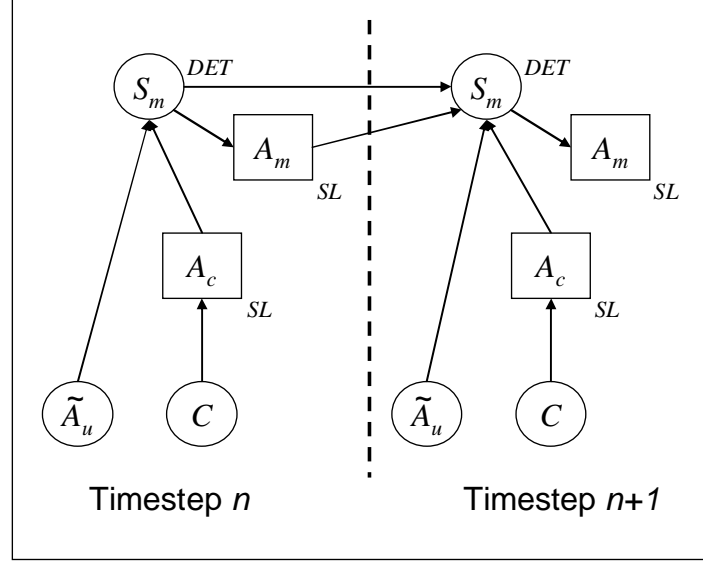 DET DET
S_m S_m
A_m A_m
SL SL
A_c A_c
SL SL
Ã_u C Ã_u C
Timestep n Timestep n+1